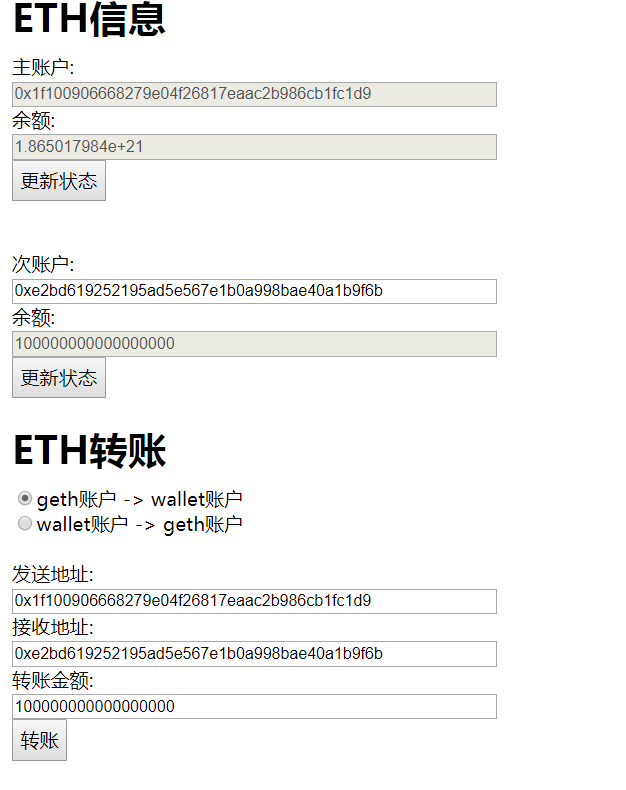 ETH信息
主账户:
0x1f100906668279e04f26817eaac2b986cb1fc1d9
余额:
1.865017984e+21
更新状态
次账户:
0xe2bd619252195ad5e567e1b0a998bae40a1b9f6b
余额:
100000000000000000
更新状态
ETH转账
geth账户 -> wallet账户
wallet账户 -> geth账户
发送地址:
0x1f100906668279e04f26817eaac2b986cb1fc1d9
接收地址:
0xe2bd619252195ad5e567e1b0a998bae40a1b9f6b
转账金额:
100000000000000000
转账